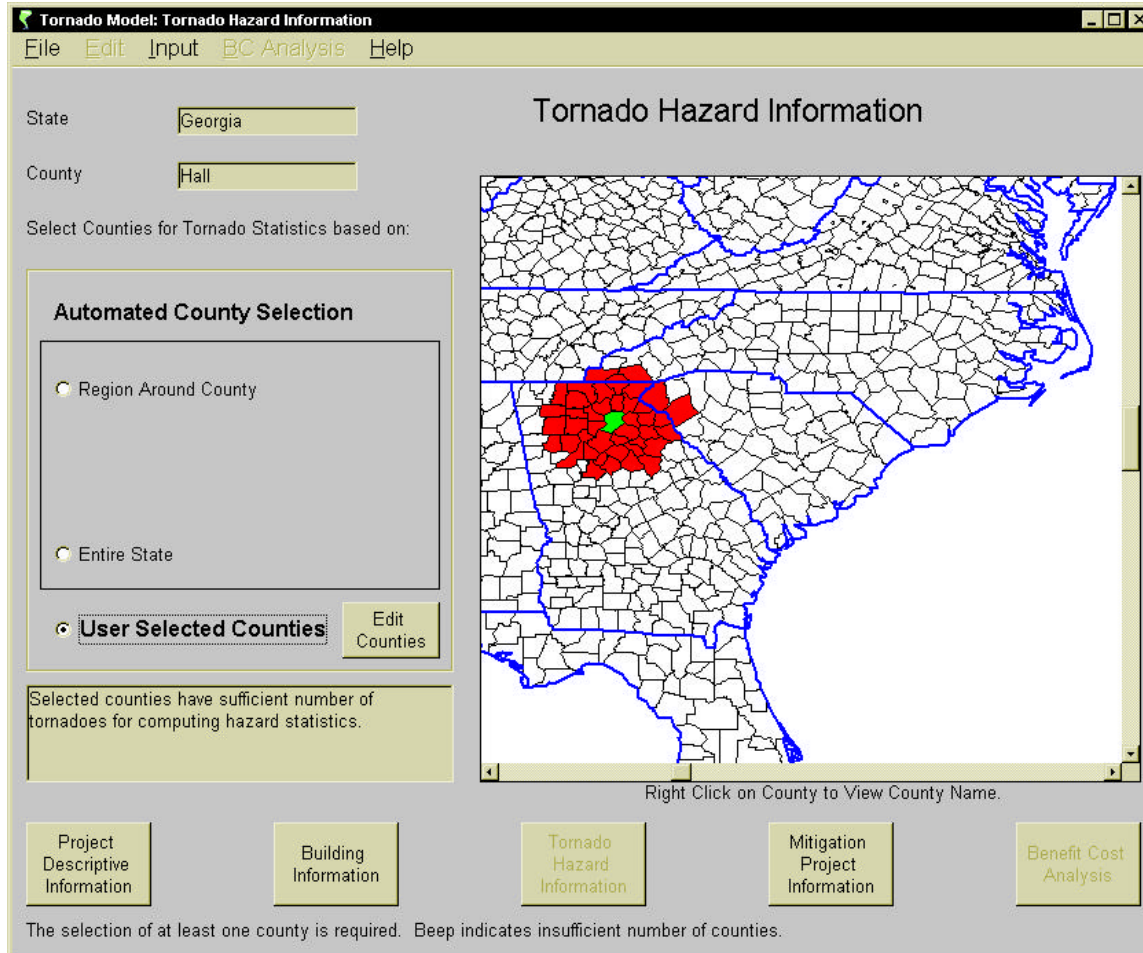 Tornado Model: Tornado Hazard Information
File Edit Input BC Analysis Help
Tornado Hazard Information
State Georgia
County Hall
Select Counties for Tornado Statistics based on:
Automated County Selection
Region Around County
Entire State
User Selected Counties
Edit
Counties
Selected counties have sufficient number of
tornadoes for computing hazard statistics.
Right Click on County to View County Name.
Project
Descriptive
Information
Building
Information
Tornado
Hazard
Information
Mitigation
Project
Information
Benefit Cost
Analysis
The selection of at least one county is required. Beep indicates insufficient number of counties.